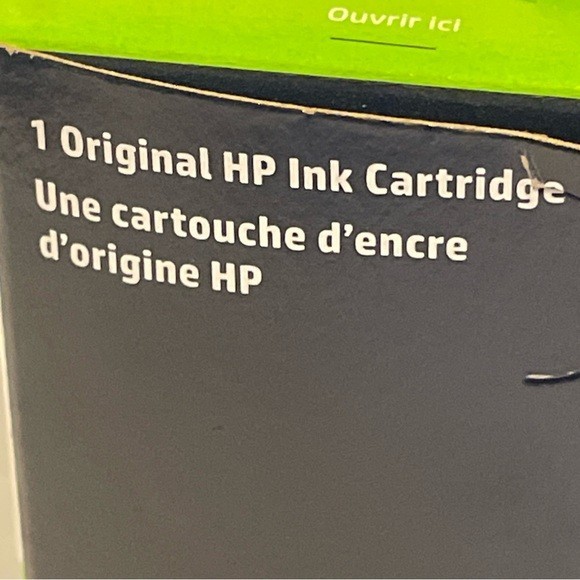 Ouvrir ici
1 Original HP Ink Cartridge
Une cartouche d'encre
d'origine HP